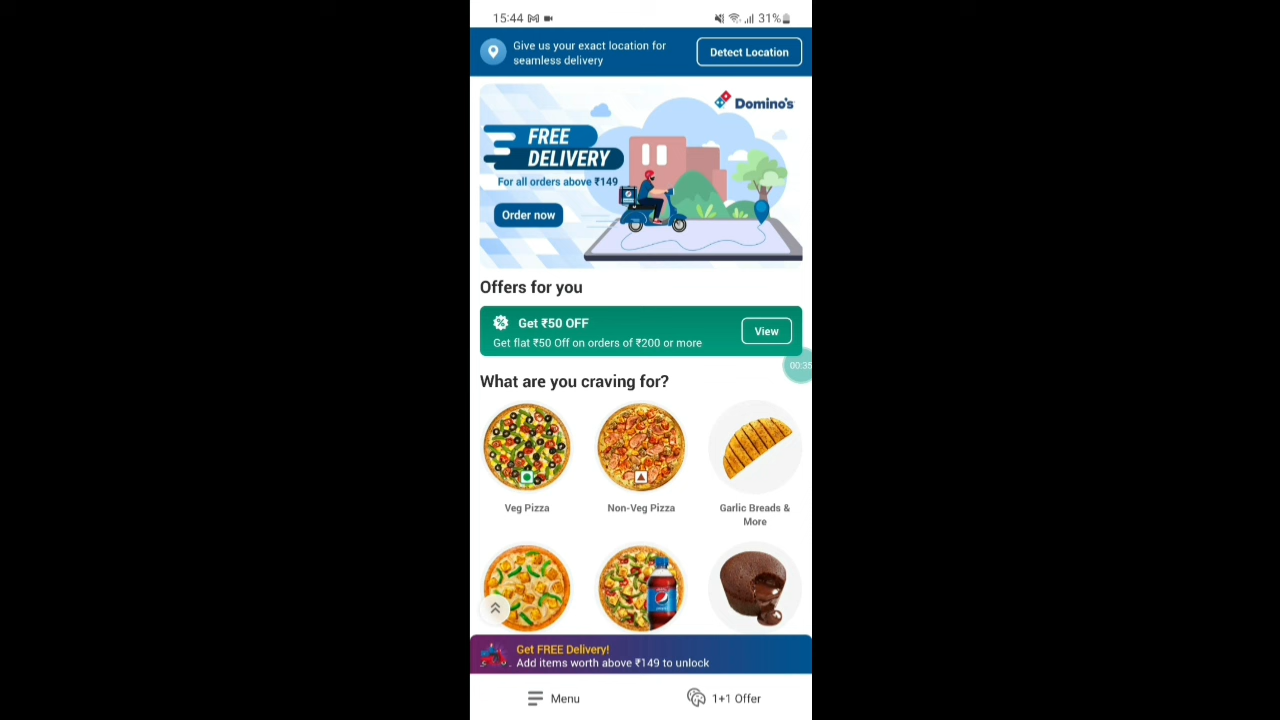 15:44 31%
Give us your exact location for
seamless delivery
Detect Location
Domino's
FREE
DELIVERY
For all orders above ₹149
Order now
Offers for you
Get ₹50 OFF
Get flat ₹50 Off on orders of ₹200 or more
View
00:35
What are you craving for?
Veg Pizza
Non-Veg Pizza
Garlic Breads &
More
Get FREE Delivery!
Add items worth above ₹149 to unlock
Menu
1+1 Offer